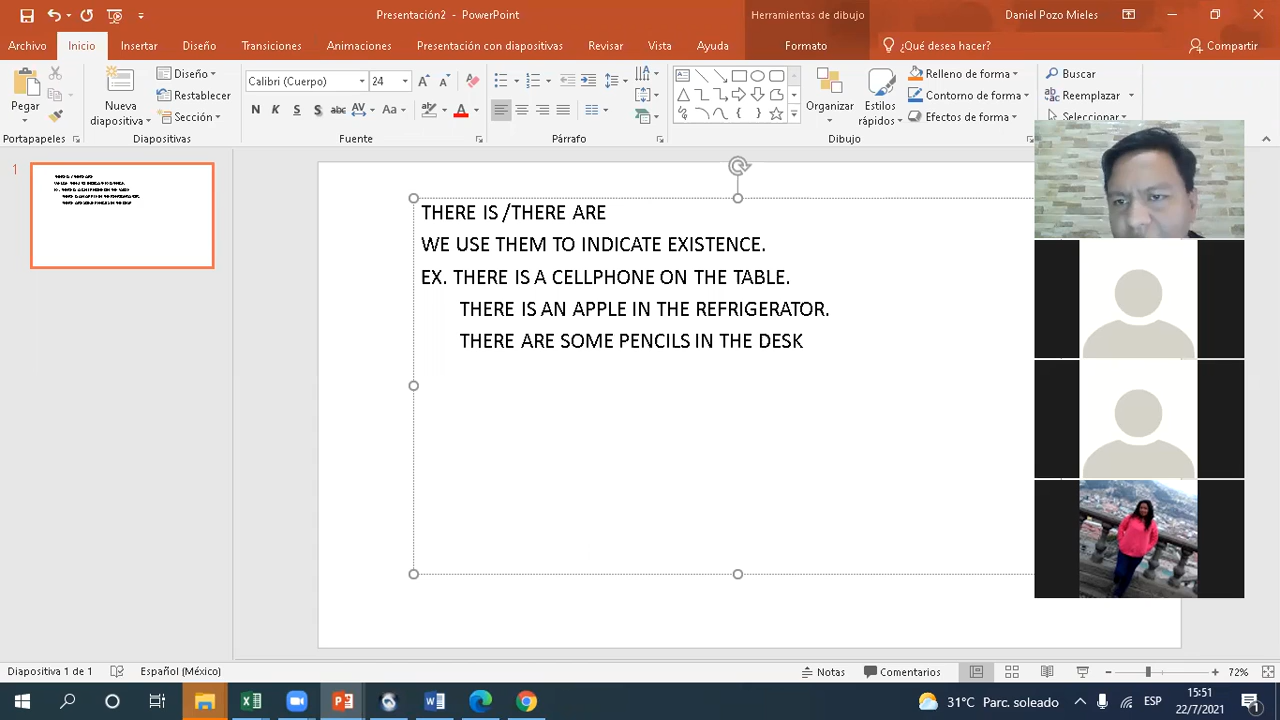 Presentación2 - PowerPoint
Herramientas de dibujo
Daniel Pozo Mieles
Archivo
Inicio
Insertar
Diseño
Transiciones
Animaciones
Presentación con diapositivas
Revisar
Vista
Ayuda
Formato
¿Qué desea hacer?
Compartir
Pegar
Nueva
diapositiva
Diseño
Restablecer
Sección
Calibri (Cuerpo)
24
N K S S abc AV Aa
Organizar
Estilos
rápidos
Relleno de forma
Contorno de forma
Efectos de forma
Buscar
Reemplazar
Seleccionar
Portapapeles
Diapositivas
Fuente
Párrafo
Dibujo
1
THERE IS /THERE ARE
WE USE THEM TO INDICATE EXISTENCE.
EX. THERE IS A CELLPHONE ON THE TABLE.
THERE IS AN APPLE IN THE REFRIGERATOR.
THERE ARE SOME PENCILS IN THE DESK
Diapositiva 1 de 1
Español (México)
Notas
Comentarios
72%
31°C Parc. soleado
ESP
15:51
22/7/2021